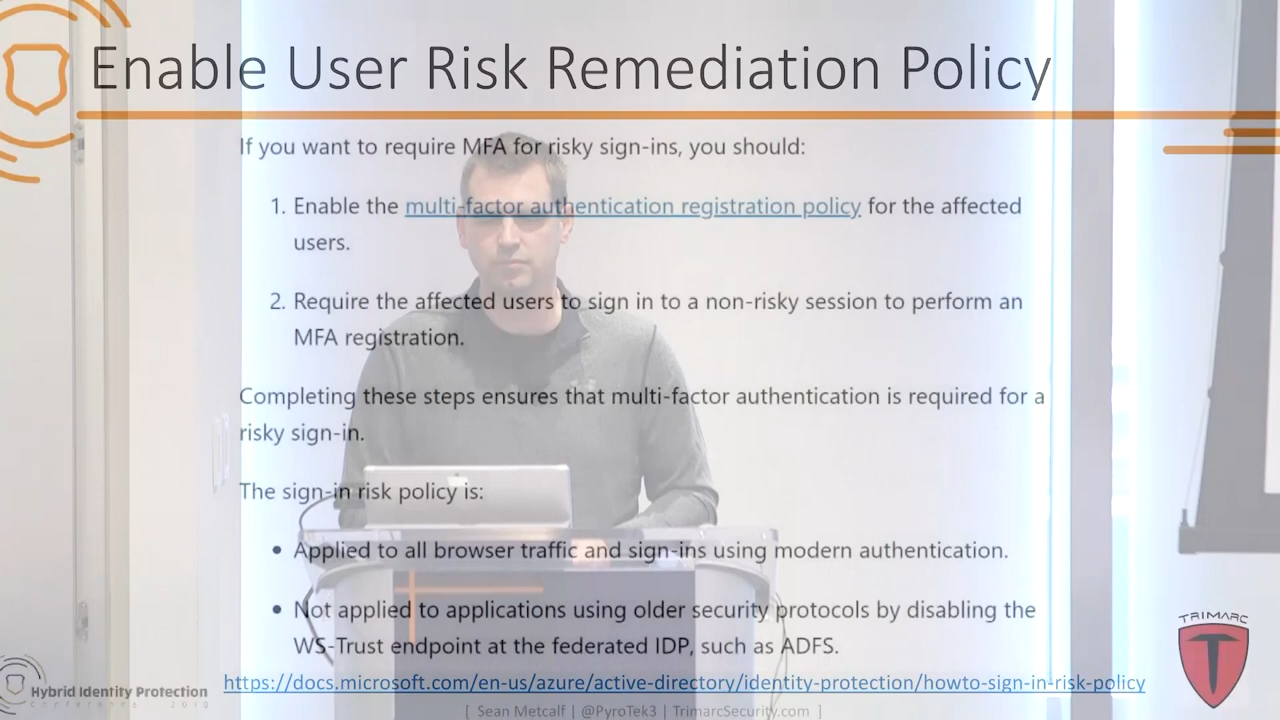 Enable User Risk Remediation Policy
If you want to require MFA for risky sign-ins, you should:
1. Enable the multi-factor authentication registration policy for the affected
users.
2. Require the affected users to sign in to a non-risky session to perform an
MFA registration.
Completing these steps ensures that multi-factor authentication is required for a
risky sign-in.
The sign-in risk policy is:
• Applied to all browser traffic and sign-ins using modern authentication.
• Not applied to applications using older security protocols by disabling the
WS-Trust endpoint at the federated IDP, such as ADFS.
https://docs.microsoft.com/en-us/azure/active-directory/identity-protection/howto-sign-in-risk-policy
Hybrid Identity Protection
Conference - 2019
[ Sean Metcalf | @PyroTek3 | TrimarcSecurity.com ]
TRIMARC